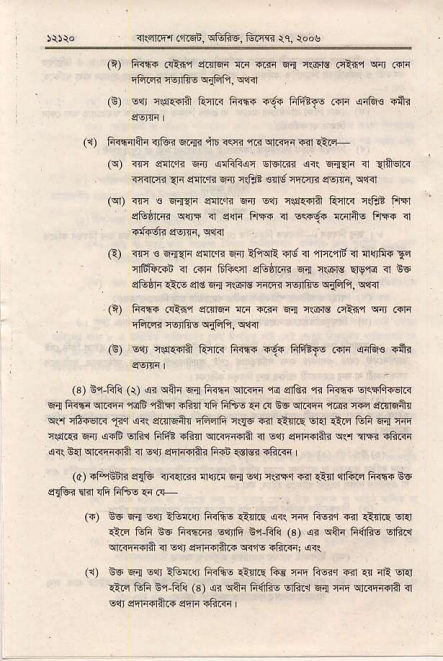 ১২১২০ বাংলাদেশ গেজেট, অতিরিক্ত, ডিসেম্বর ২৭, ২০০৬
(ঈ) নিবন্ধক যেইরূপ প্রয়োজন মনে করেন জন্ম সংক্রান্ত সেইরূপ অন্য কোন
দলিলের সত্যায়িত অনুলিপি, অথবা
(উ) তথ্য সংগ্রহকারী হিসাবে নিবন্ধক কর্তৃক নির্দিষ্টকৃত কোন এনজিও কর্মীর
প্রত্যয়ন।
(খ) নিবন্ধনাধীন ব্যক্তির জন্মের পাঁচ বৎসর পরে আবেদন করা হইলে—
(অ) বয়স প্রমাণের জন্য এমবিবিএস ডাক্তারের এবং জন্মস্থান বা স্থায়ীভাবে
বসবাসের স্থান প্রমাণের জন্য সংশ্লিষ্ট ওয়ার্ড সদস্যের প্রত্যয়ন, অথবা
(আ) বয়স ও জন্মস্থান প্রমাণের জন্য তথ্য সংগ্রহকারী হিসাবে সংশ্লিষ্ট শিক্ষা
প্রতিষ্ঠানের অধ্যক্ষ বা প্রধান শিক্ষক বা তৎকর্তৃক মনোনীত শিক্ষক বা
কর্মকর্তার প্রত্যয়ন, অথবা
(ই) বয়স ও জন্মস্থান প্রমাণের জন্য ইপিআই কার্ড বা পাসপোর্ট বা মাধ্যমিক স্কুল
সার্টিফিকেট বা কোন চিকিৎসা প্রতিষ্ঠানের জন্ম সংক্রান্ত ছাড়পত্র বা উক্ত
প্রতিষ্ঠান হইতে প্রাপ্ত জন্ম সংক্রান্ত সনদের সত্যায়িত অনুলিপি, অথবা
(ঈ) নিবন্ধক যেইরূপ প্রয়োজন মনে করেন জন্ম সংক্রান্ত সেইরূপ অন্য কোন
দলিলের সত্যায়িত অনুলিপি, অথবা
(উ) তথ্য সংগ্রহকারী হিসাবে নিবন্ধক কর্তৃক নির্দিষ্টকৃত কোন এনজিও কর্মীর
প্রত্যয়ন।
(৪) উপ-বিধি (২) এর অধীন জন্ম নিবন্ধন আবেদন পত্র প্রাপ্তির পর নিবন্ধক তাৎক্ষণিকভাবে
জন্ম নিবন্ধন আবেদন পত্রটি পরীক্ষা করিয়া যদি নিশ্চিত হন যে উক্ত আবেদন পত্রের সকল প্রয়োজনীয়
অংশ সঠিকভাবে পূরণ এবং প্রয়োজনীয় দলিলাদি সংযুক্ত করা হইয়াছে তাহা হইলে তিনি জন্ম সনদ
সংগ্রহের জন্য একটি তারিখ নির্দিষ্ট করিয়া আবেদনকারী বা তথ্য প্রদানকারীর অংশ স্বাক্ষর করিবেন
এবং উহা আবেদনকারী বা তথ্য প্রদানকারীর নিকট হস্তান্তর করিবেন।
(৫) কম্পিউটার প্রযুক্তি ব্যবহারের মাধ্যমে জন্ম তথ্য সংরক্ষণ করা হইয়া থাকিলে নিবন্ধক উক্ত
প্রযুক্তির দ্বারা যদি নিশ্চিত হন যে—
(ক) উক্ত জন্ম তথ্য ইতিমধ্যে নিবন্ধিত হইয়াছে এবং সনদ বিতরণ করা হইয়াছে তাহা
হইলে তিনি উক্ত নিবন্ধনের তথ্যাদি উপ-বিধি (৪) এর অধীন নির্ধারিত তারিখে
আবেদনকারী বা তথ্য প্রদানকারীকে অবগত করিবেন; এবং
(খ) উক্ত জন্ম তথ্য ইতিমধ্যে নিবন্ধিত হইয়াছে কিন্তু সনদ বিতরণ করা হয় নাই তাহা
হইলে তিনি উপ-বিধি (৪) এর অধীন নির্ধারিত তারিখে জন্ম সনদ আবেদনকারী বা
তথ্য প্রদানকারীকে প্রদান করিবেন।